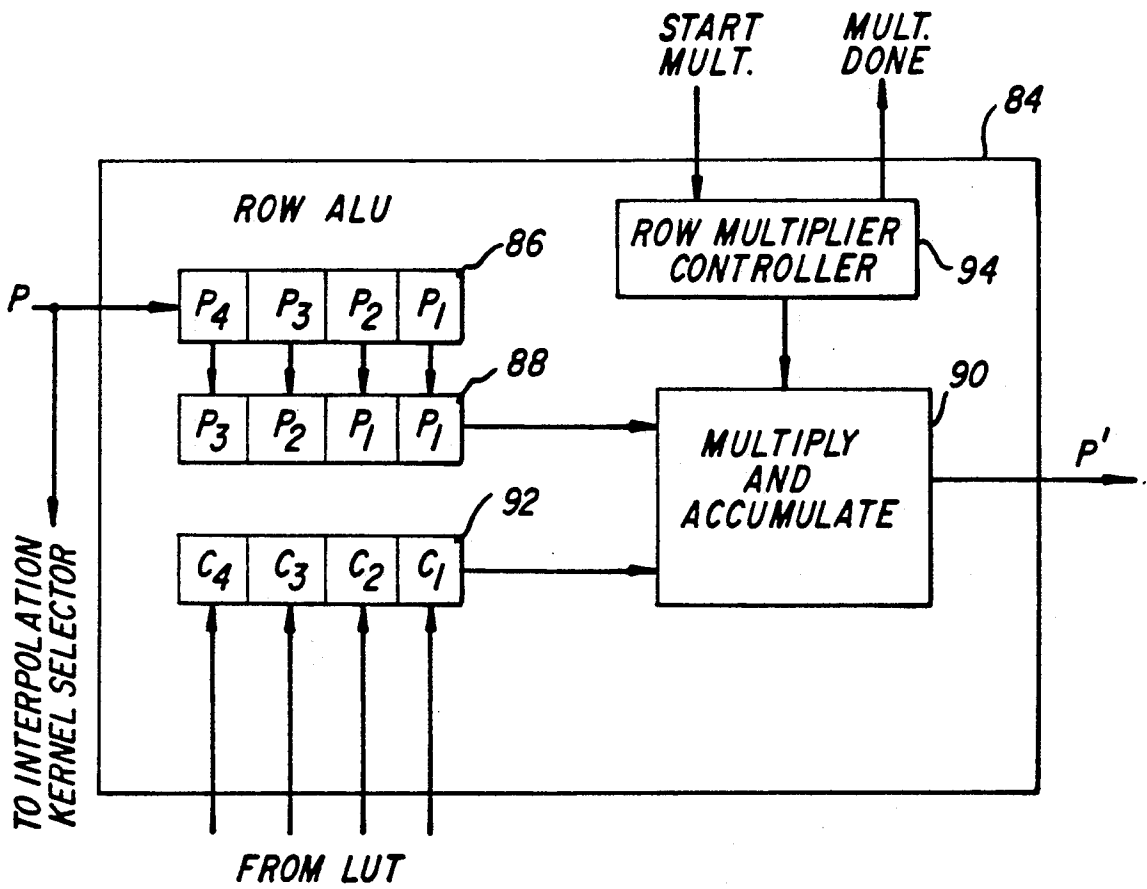 START
MULT.
MULT.
DONE
84
ROW ALU
86
ROW MULTIPLIER
CONTROLLER
94
P
P4 P3 P2 P1
88
P3 P2 P1 P1
90
MULTIPLY
AND
ACCUMULATE
P'
92
C4 C3 C2 C1
TO INTERPOLATION
KERNEL SELECTOR
FROM LUT